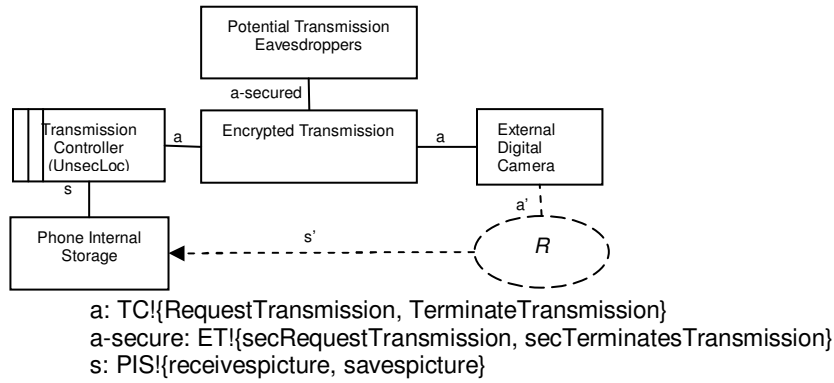 Potential Transmission
Eavesdroppers
a-secured
Transmission
Controller
(UnsecLoc)
a
Encrypted Transmission
a
External
Digital
Camera
s
a'
Phone Internal
Storage
s'
R
a: TC!{RequestTransmission, TerminateTransmission}
a-secure: ET!{secRequestTransmission, secTerminatesTransmission}
s: PIS!{receivespicture, savespicture}